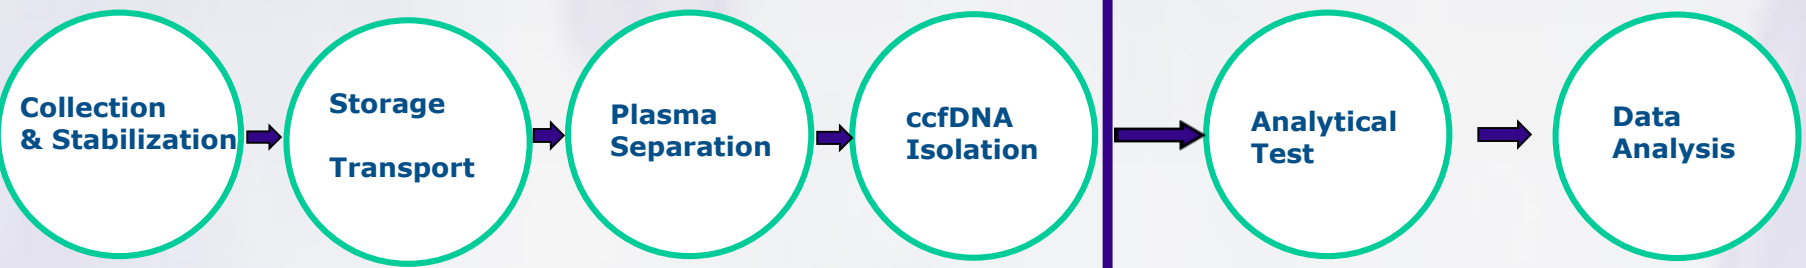 Collection
& Stabilization
Storage
Transport
Plasma
Separation
ccfDNA
Isolation
Analytical
Test
Data
Analysis